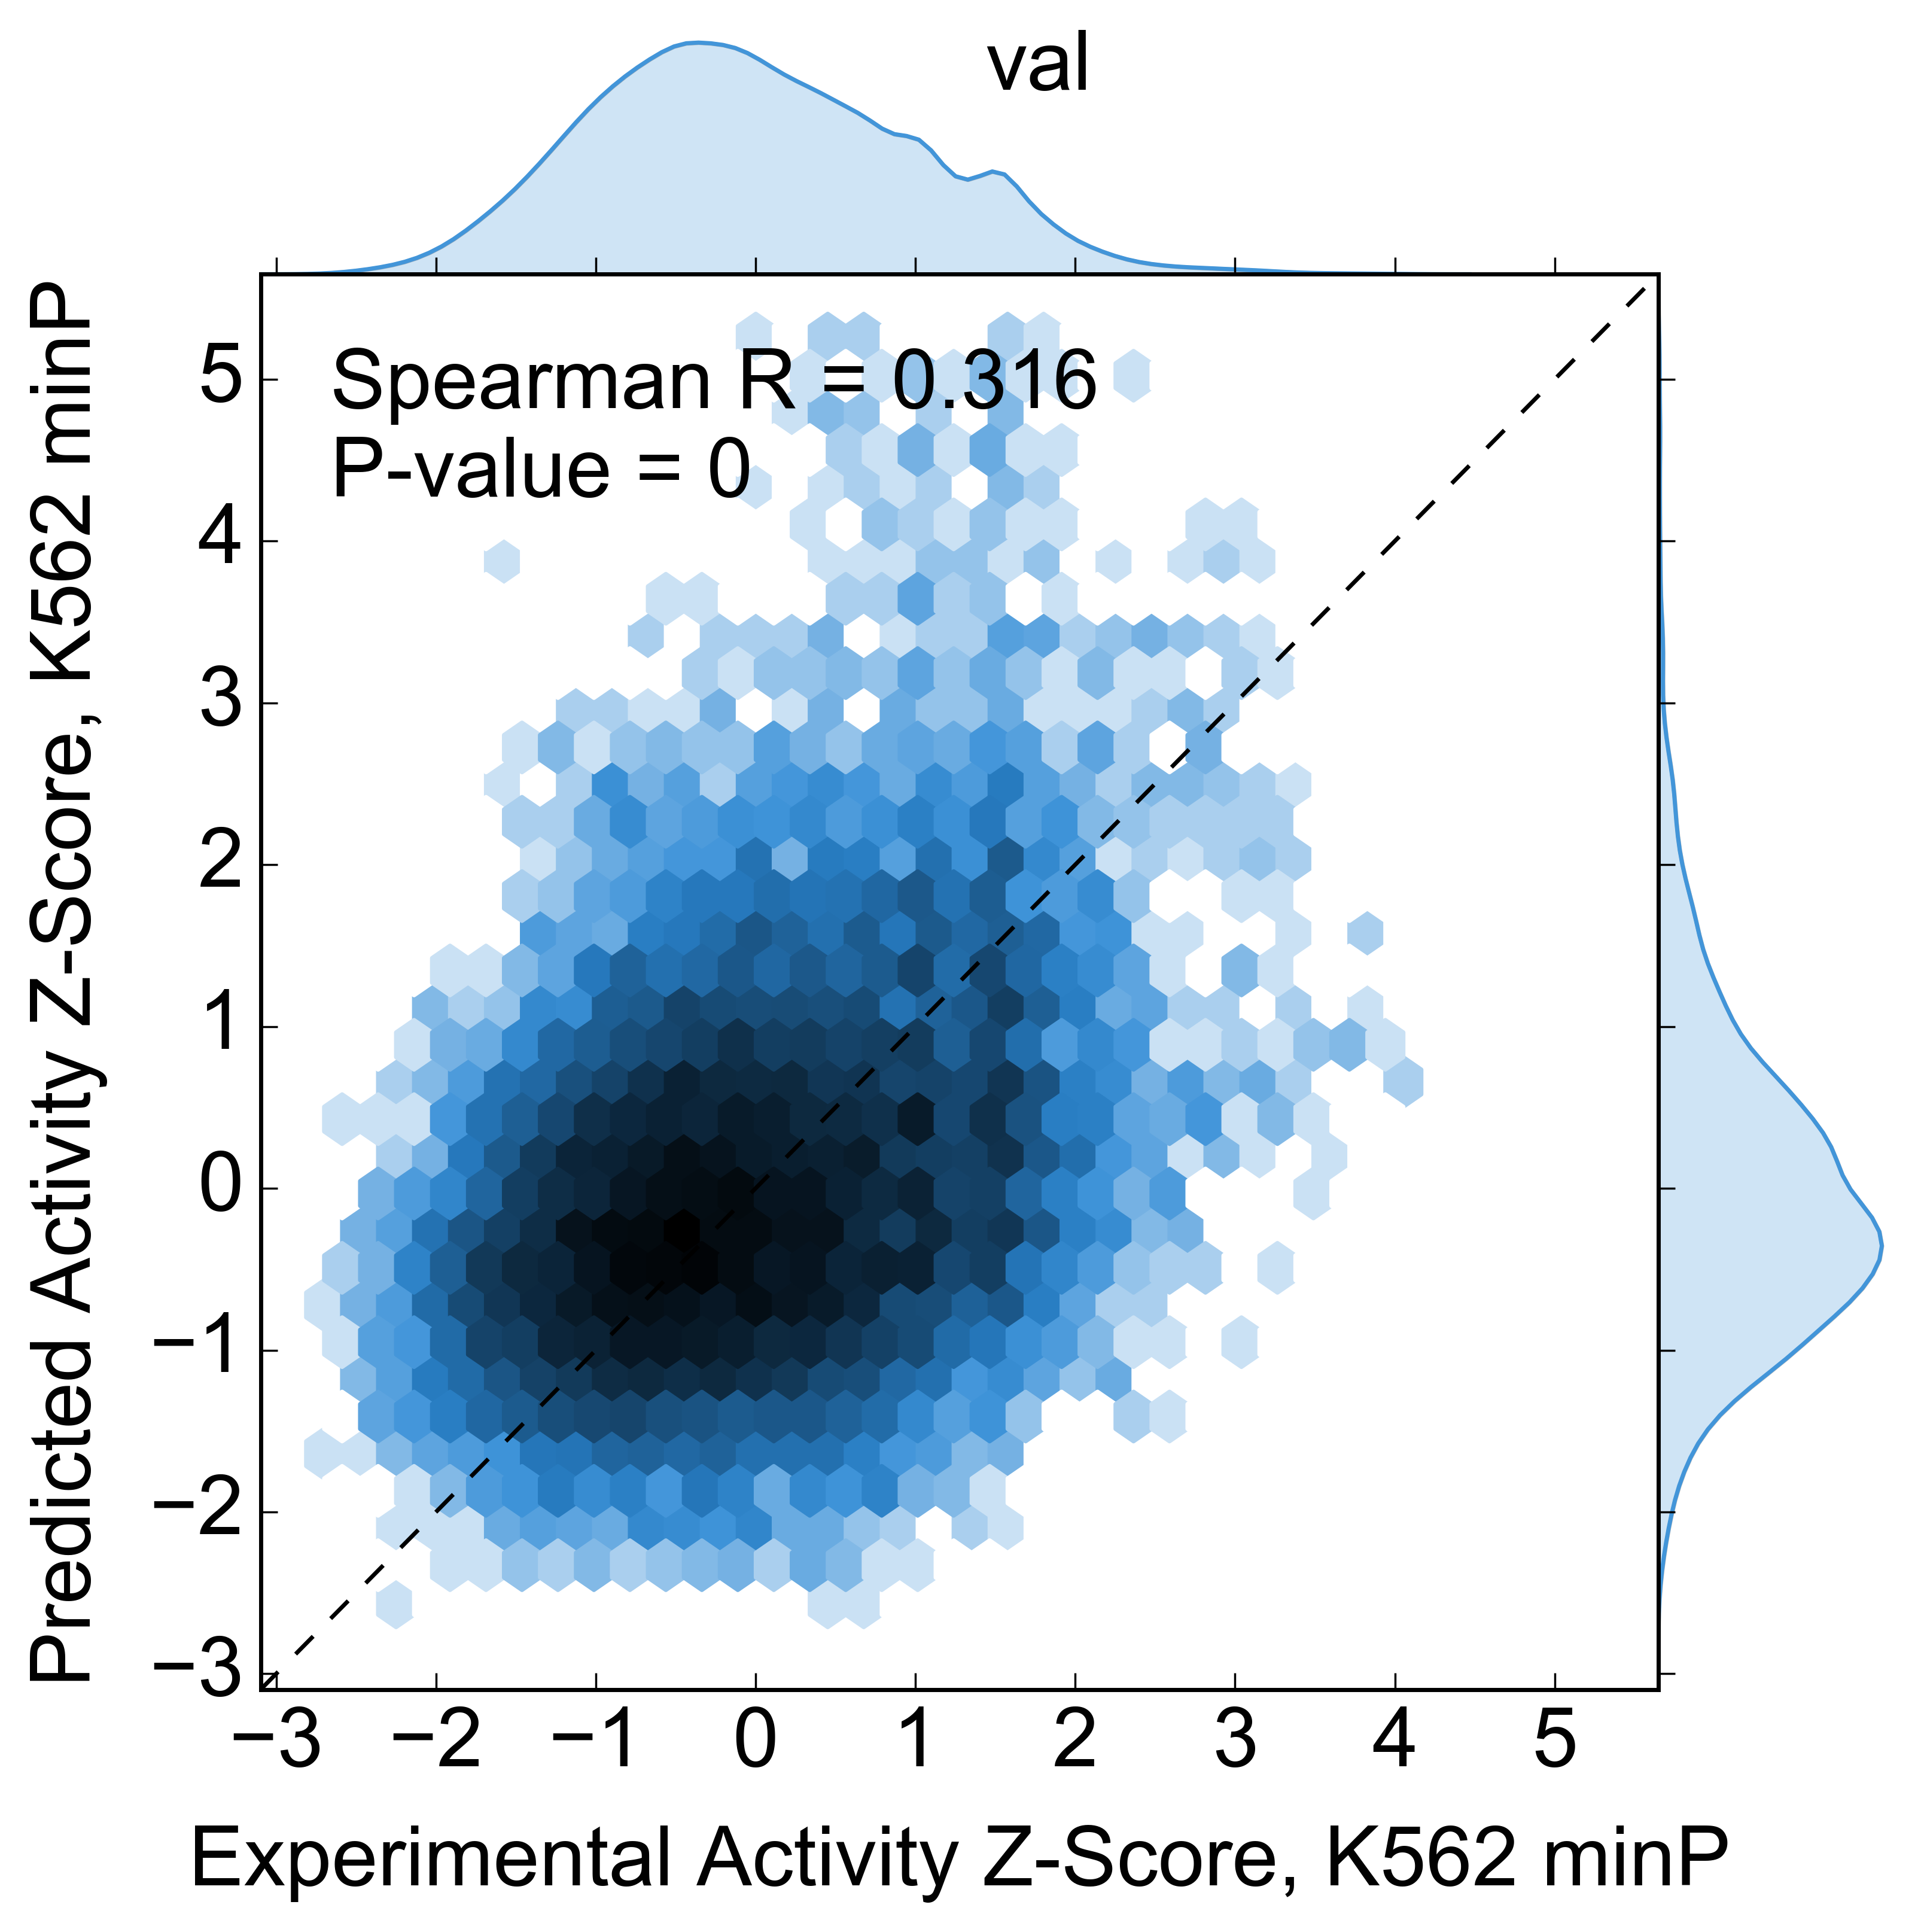 val
Spearman R = 0.316
P-value = 0
Predicted Activity Z-Score, K562 minP
5
4
3
2
1
0
−1
−2
−3
−3 −2 −1 0 1 2 3 4 5
Experimental Activity Z-Score, K562 minP